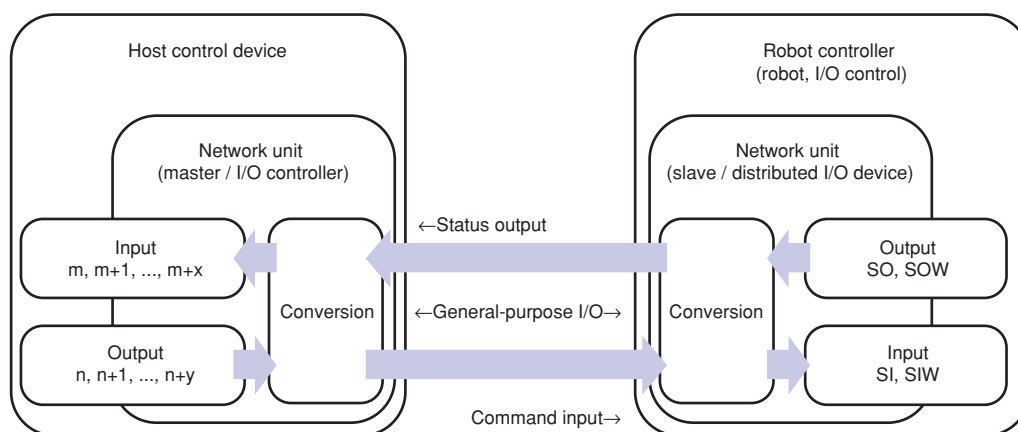 Host control device
Network unit
(master / I/O controller)
Input
m, m+1, ..., m+x
Output
n, n+1, ..., n+y
Conversion
←Status output
←General-purpose I/O→
Command input→
Robot controller
(robot, I/O control)
Network unit
(slave / distributed I/O device)
Conversion
Output
SO, SOW
Input
SI, SIW